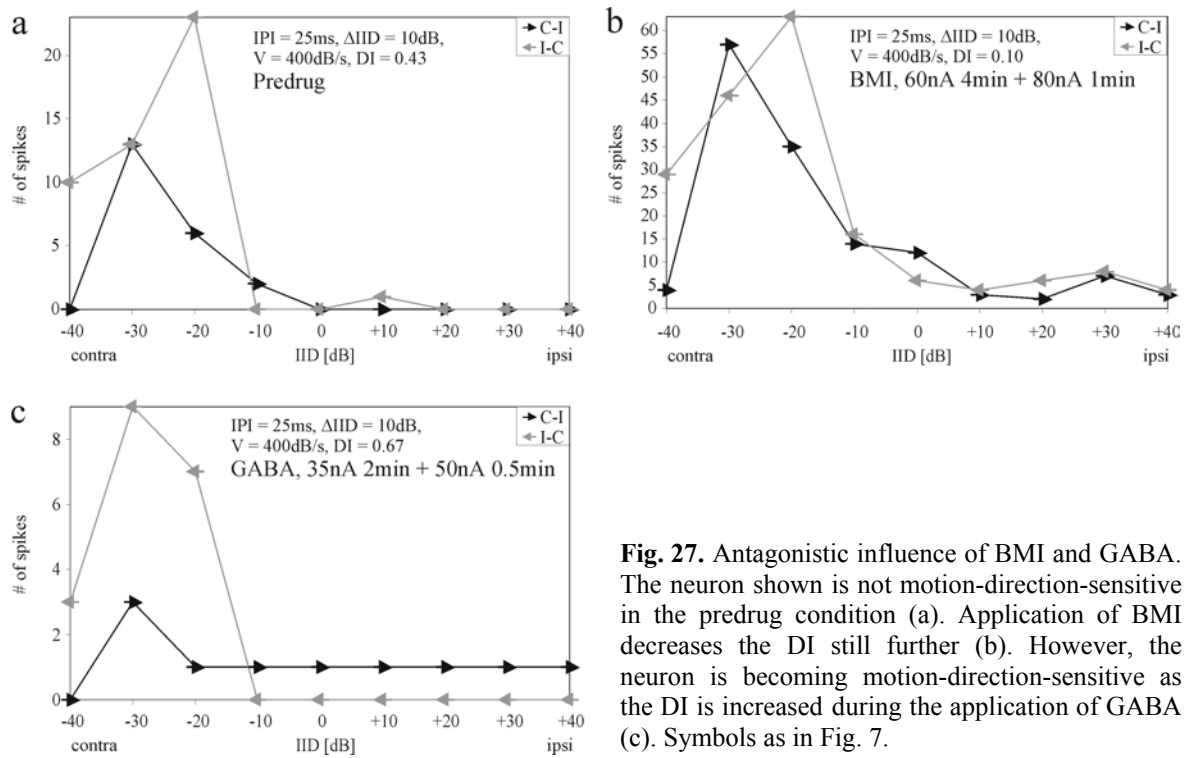 a
# of spikes
20
15
10
5
0
IPI = 25ms, ΔIID = 10dB,
V = 400dB/s, DI = 0.43
Predrug
C-I
I-C
-40 -30 -20 -10 0 +10 +20 +30 +40
contra IID [dB] ipsi
b
# of spikes
60
55
50
45
40
35
30
25
20
15
10
5
0
IPI = 25ms, ΔIID = 10dB,
V = 400dB/s, DI = 0.10
BMI, 60nA 4min + 80nA 1min
C-I
I-C
-40 -30 -20 -10 0 +10 +20 +30 +40
contra IID [dB] ipsi
c
# of spikes
8
6
4
2
0
IPI = 25ms, ΔIID = 10dB,
V = 400dB/s, DI = 0.67
GABA, 35nA 2min + 50nA 0.5min
C-I
I-C
-40 -30 -20 -10 0 +10 +20 +30 +40
contra IID [dB] ipsi
Fig. 27. Antagonistic influence of BMI and GABA.
The neuron shown is not motion-direction-sensitive
in the predrug condition (a). Application of BMI
decreases the DI still further (b). However, the
neuron is becoming motion-direction-sensitive as
the DI is increased during the application of GABA
(c). Symbols as in Fig. 7.